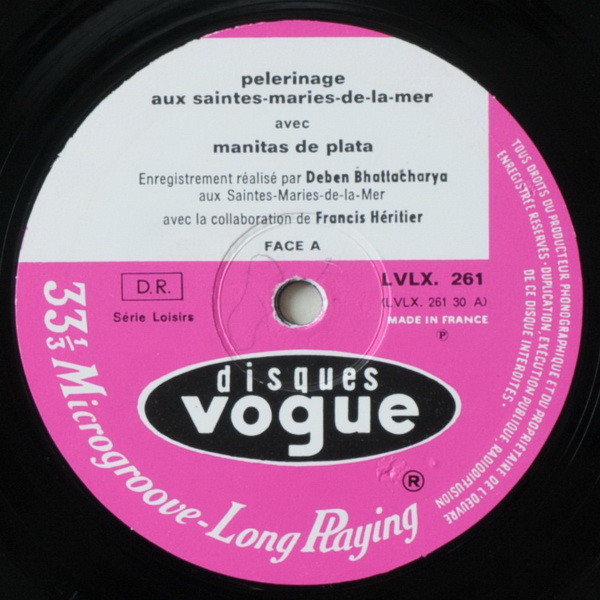 pelerinage
aux saintes-maries-de-la-mer
avec
manitas de plata
Enregistrement réalisé par Deben Bhattacharya
aux Saintes-Maries-de-la-Mer
avec la collaboration de Francis Héritier
FACE A
D.R.
Série Loisirs
LVLX. 261
(LVLX. 261 30 A)
MADE IN FRANCE
℗
disques
vogue
®
33 1/3 Microgroove-Long Playing
TOUS DROITS DU PRODUCTEUR PHONOGRAPHIQUE ET DU PROPRIÉTAIRE DE L'ŒUVRE
ENREGISTRÉE RÉSERVÉS - DUPLICATION, EXÉCUTION PUBLIQUE, RADIODIFFUSION
DE CE DISQUE INTERDITES.